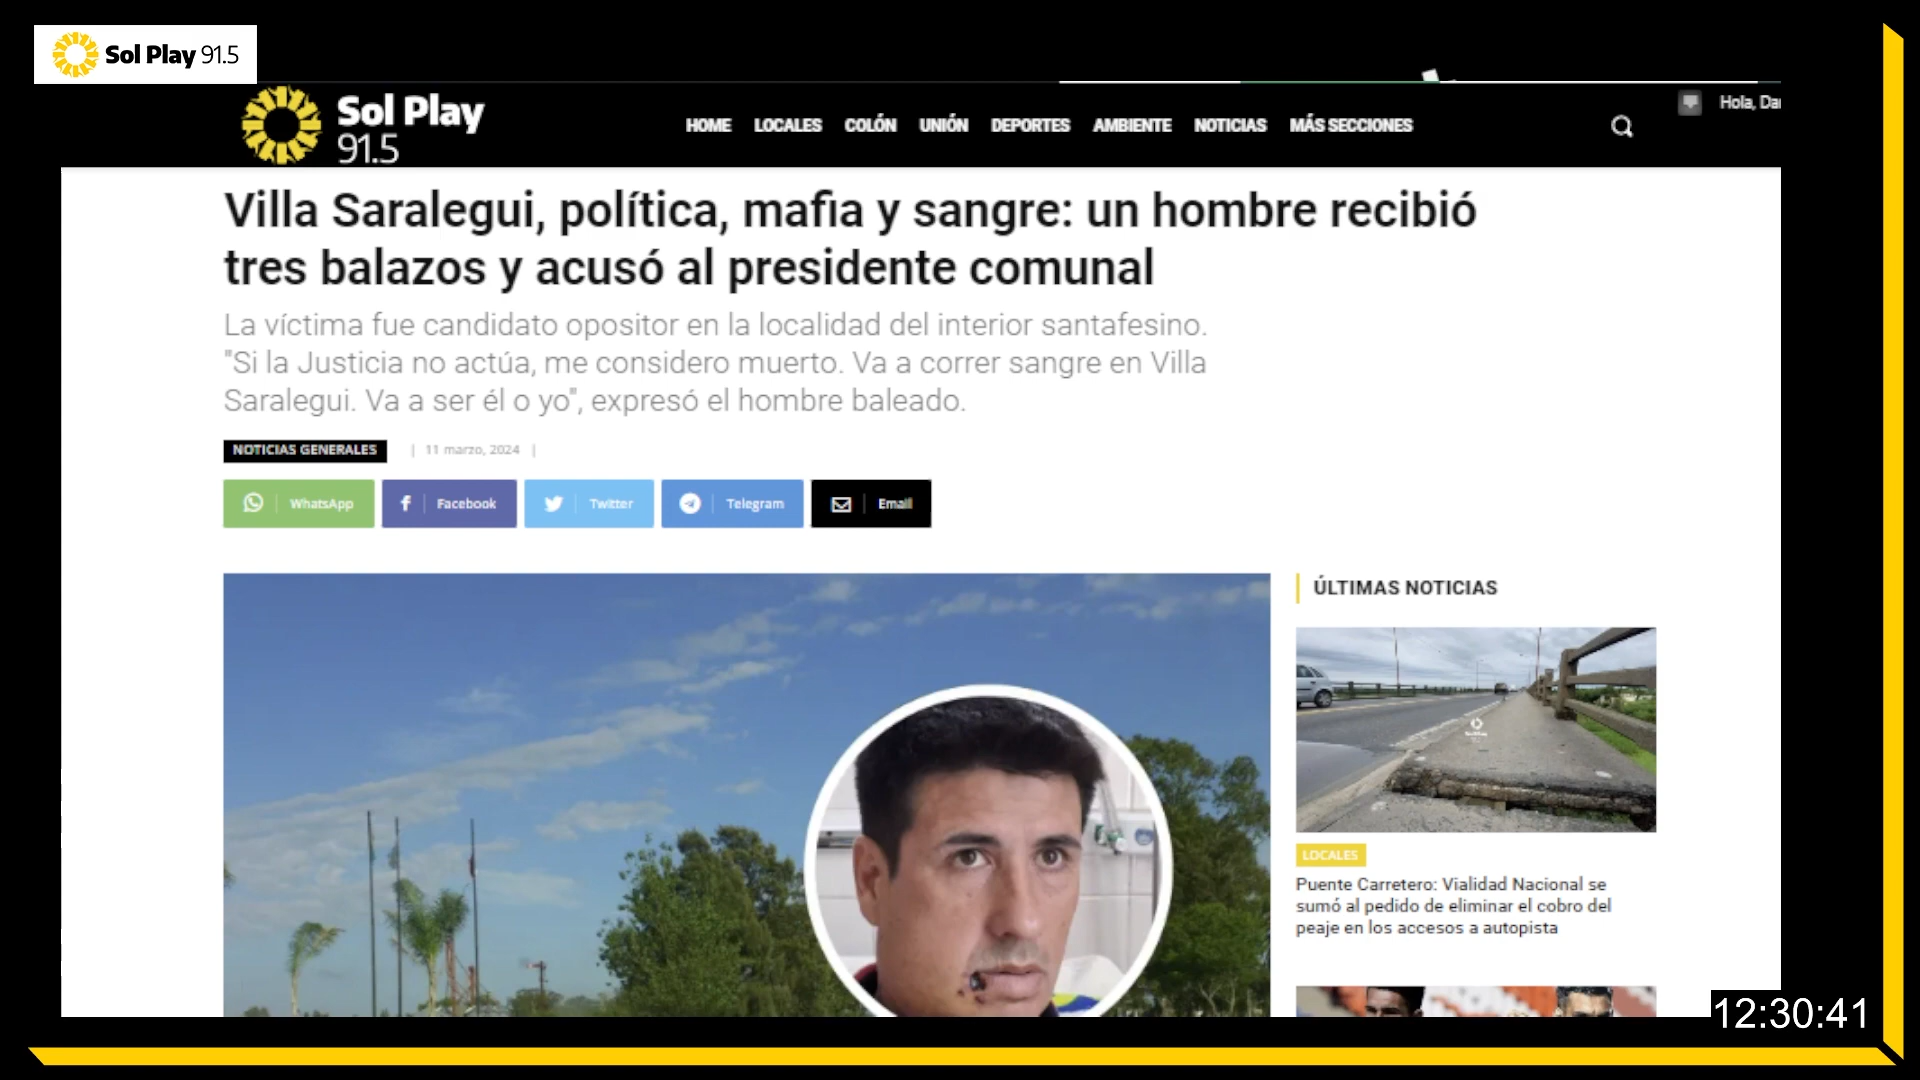 Sol Play 91.5
Sol Play
91.5
HOME LOCALES COLÓN UNIÓN DEPORTES AMBIENTE NOTICIAS MÁS SECCIONES
Hola, Da
Villa Saralegui, política, mafia y sangre: un hombre recibió
tres balazos y acusó al presidente comunal
La víctima fue candidato opositor en la localidad del interior santafesino.
"Si la Justicia no actúa, me considero muerto. Va a correr sangre en Villa
Saralegui. Va a ser él o yo", expresó el hombre baleado.
NOTICIAS GENERALES | 11 marzo, 2024 |
WhatsApp Facebook Twitter Telegram Email
ÚLTIMAS NOTICIAS
LOCALES
Puente Carretero: Vialidad Nacional se
sumó al pedido de eliminar el cobro del
peaje en los accesos a autopista
12:30:41